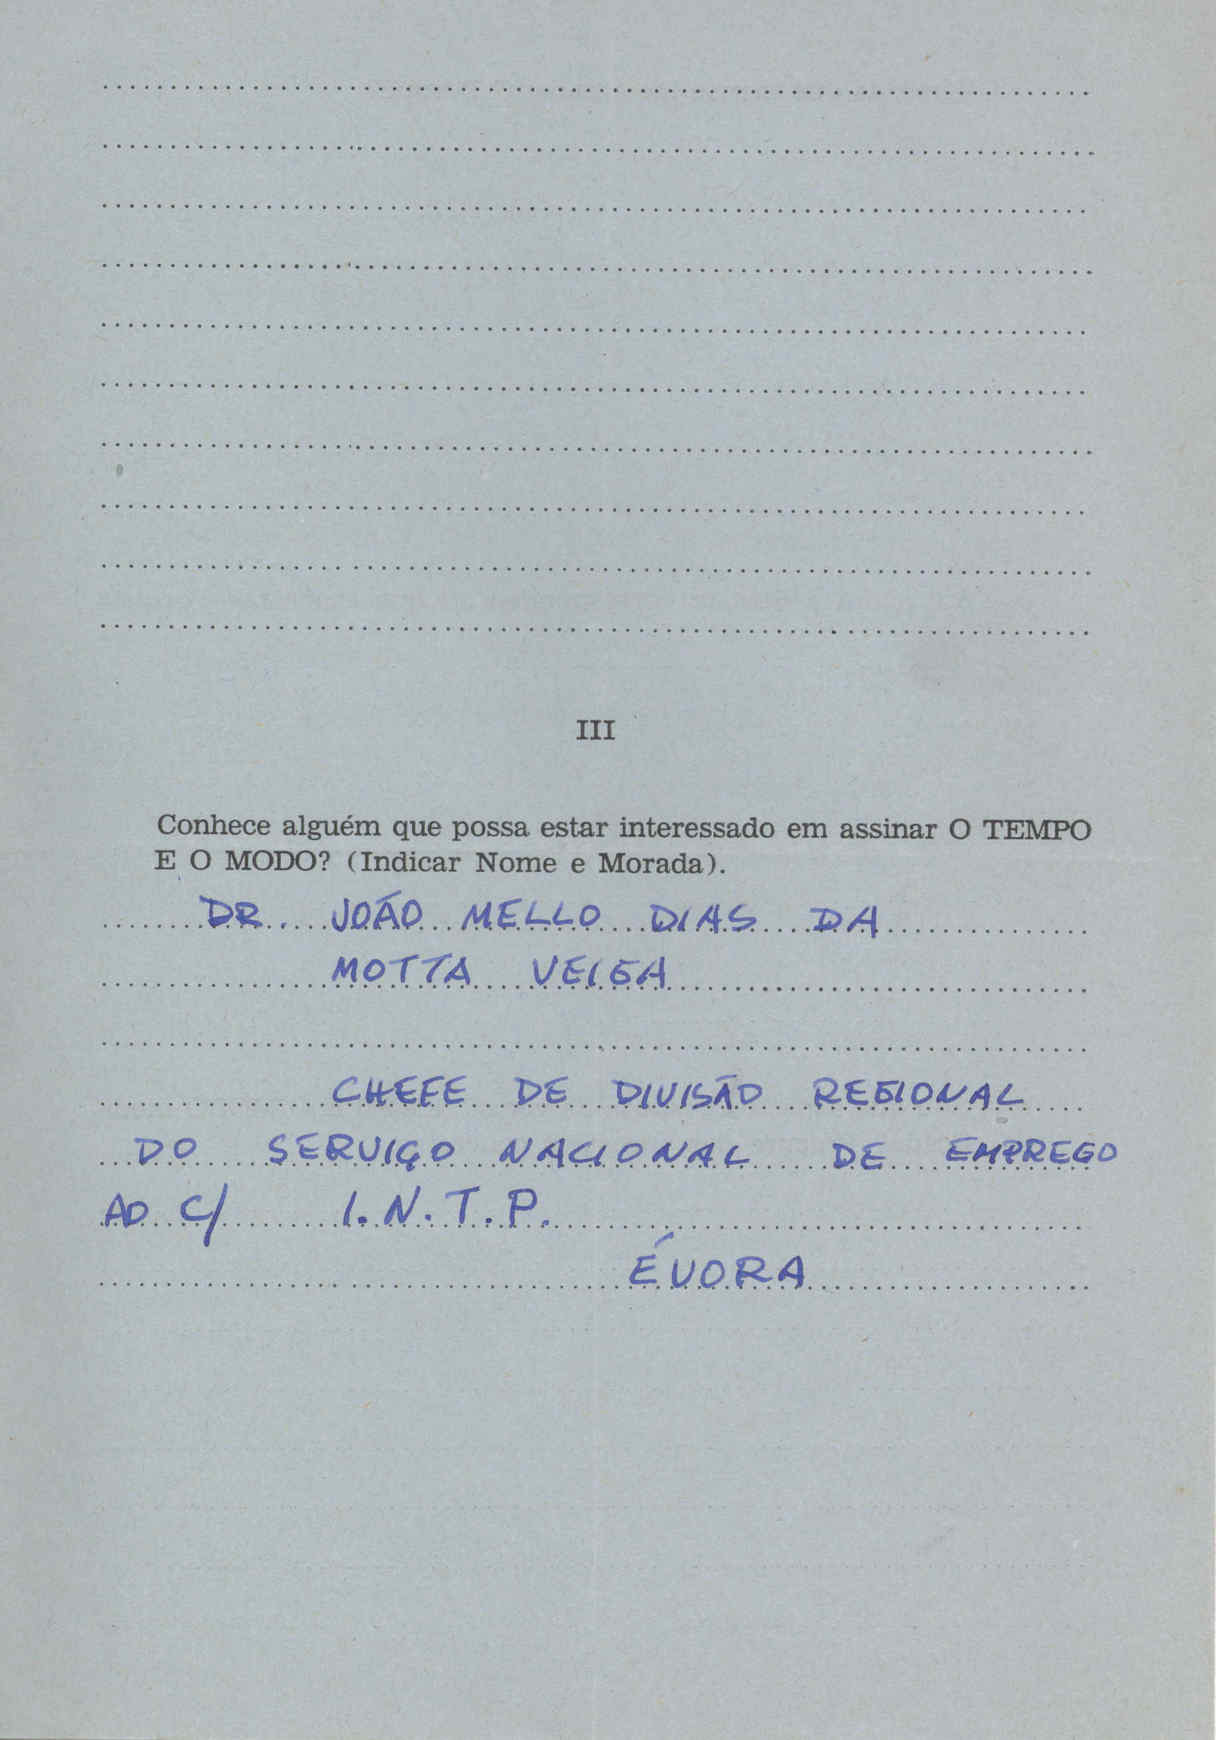 III
Conhece alguém que possa estar interessado em assinar O TEMPO
E O MODO? (Indicar Nome e Morada).
DR. JOÃO MELLO DIAS DA
MOTTA VEIGA
CHEFE DE DIVISÃO REGIONAL
DO SERVIÇO NACIONAL DE EMPREGO
AO C/ I.N.T.P.
ÉVORA